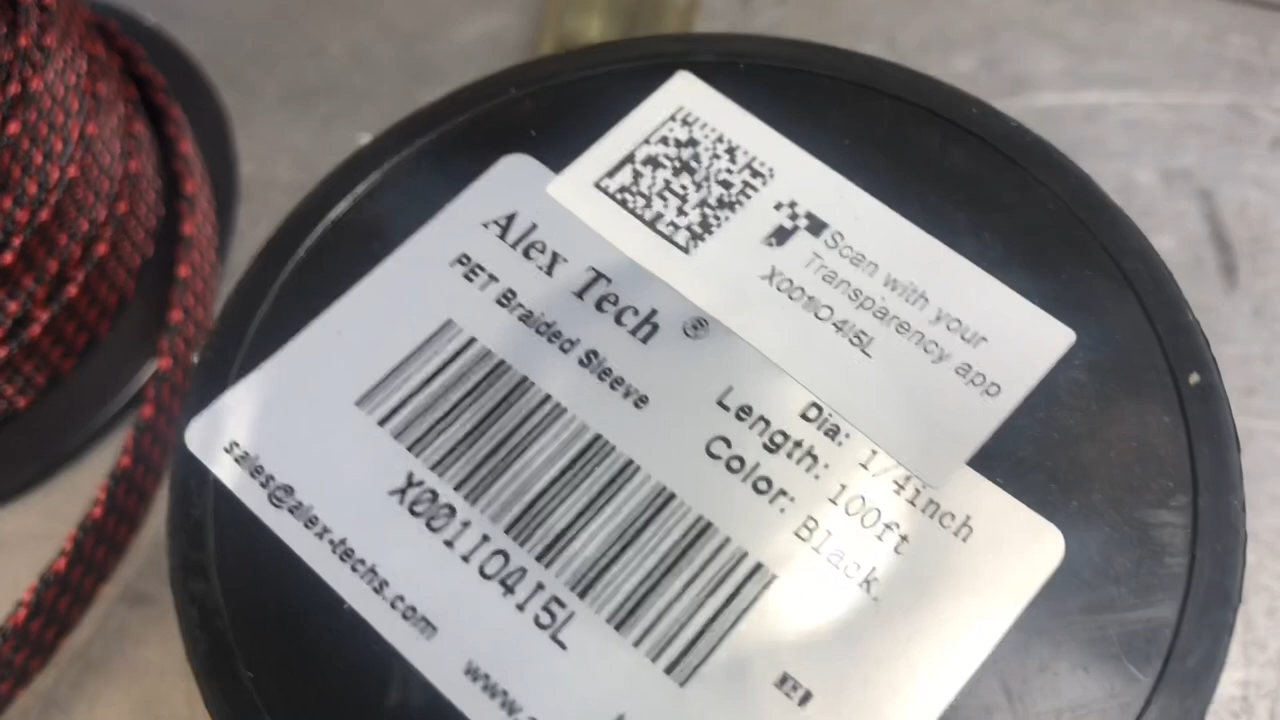 Scan with your
Transparency app
X001IO4I5L
Alex Tech ®
PET Braided Sleeve
Dia: 1/4inch
Length: 100ft
Color: Black.
X001IO4I5L
sales@alex-techs.com
www.